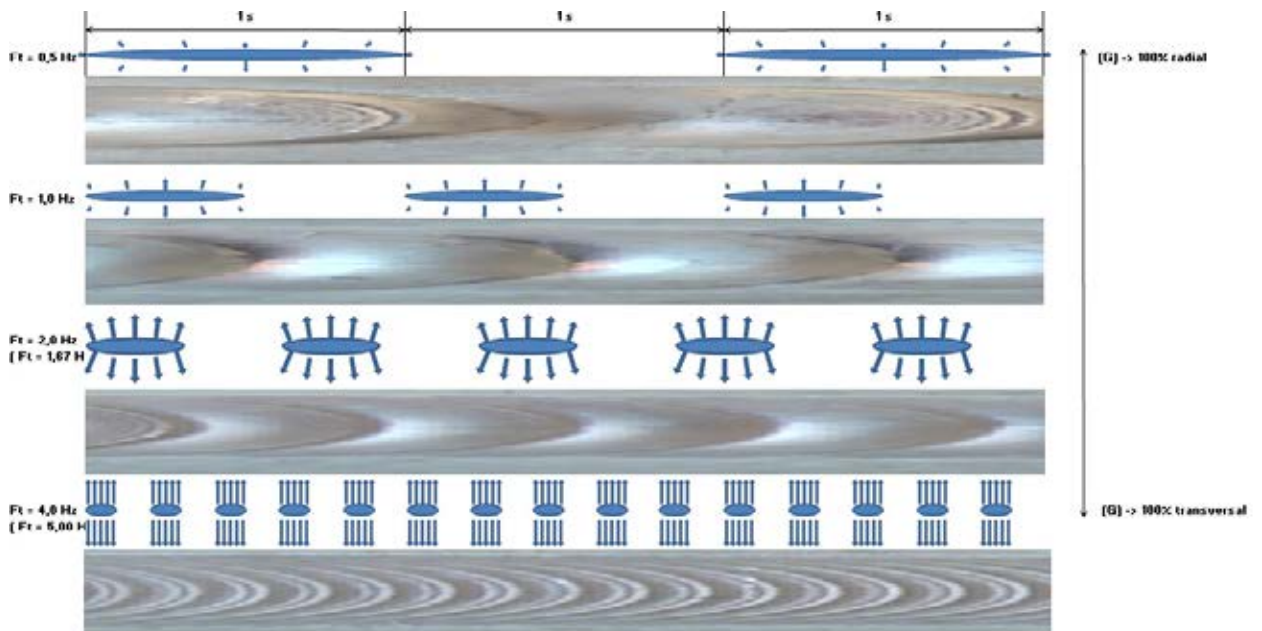 1 s 1 s 1 s
Ft = 0,5 Hz
(G) -> 100% radial
Ft = 1,0 Hz
Ft = 2,0 Hz
( Ft = 1,67 H
Ft = 4,0 Hz
( Ft = 5,00 H
(G) -> 100% transversal